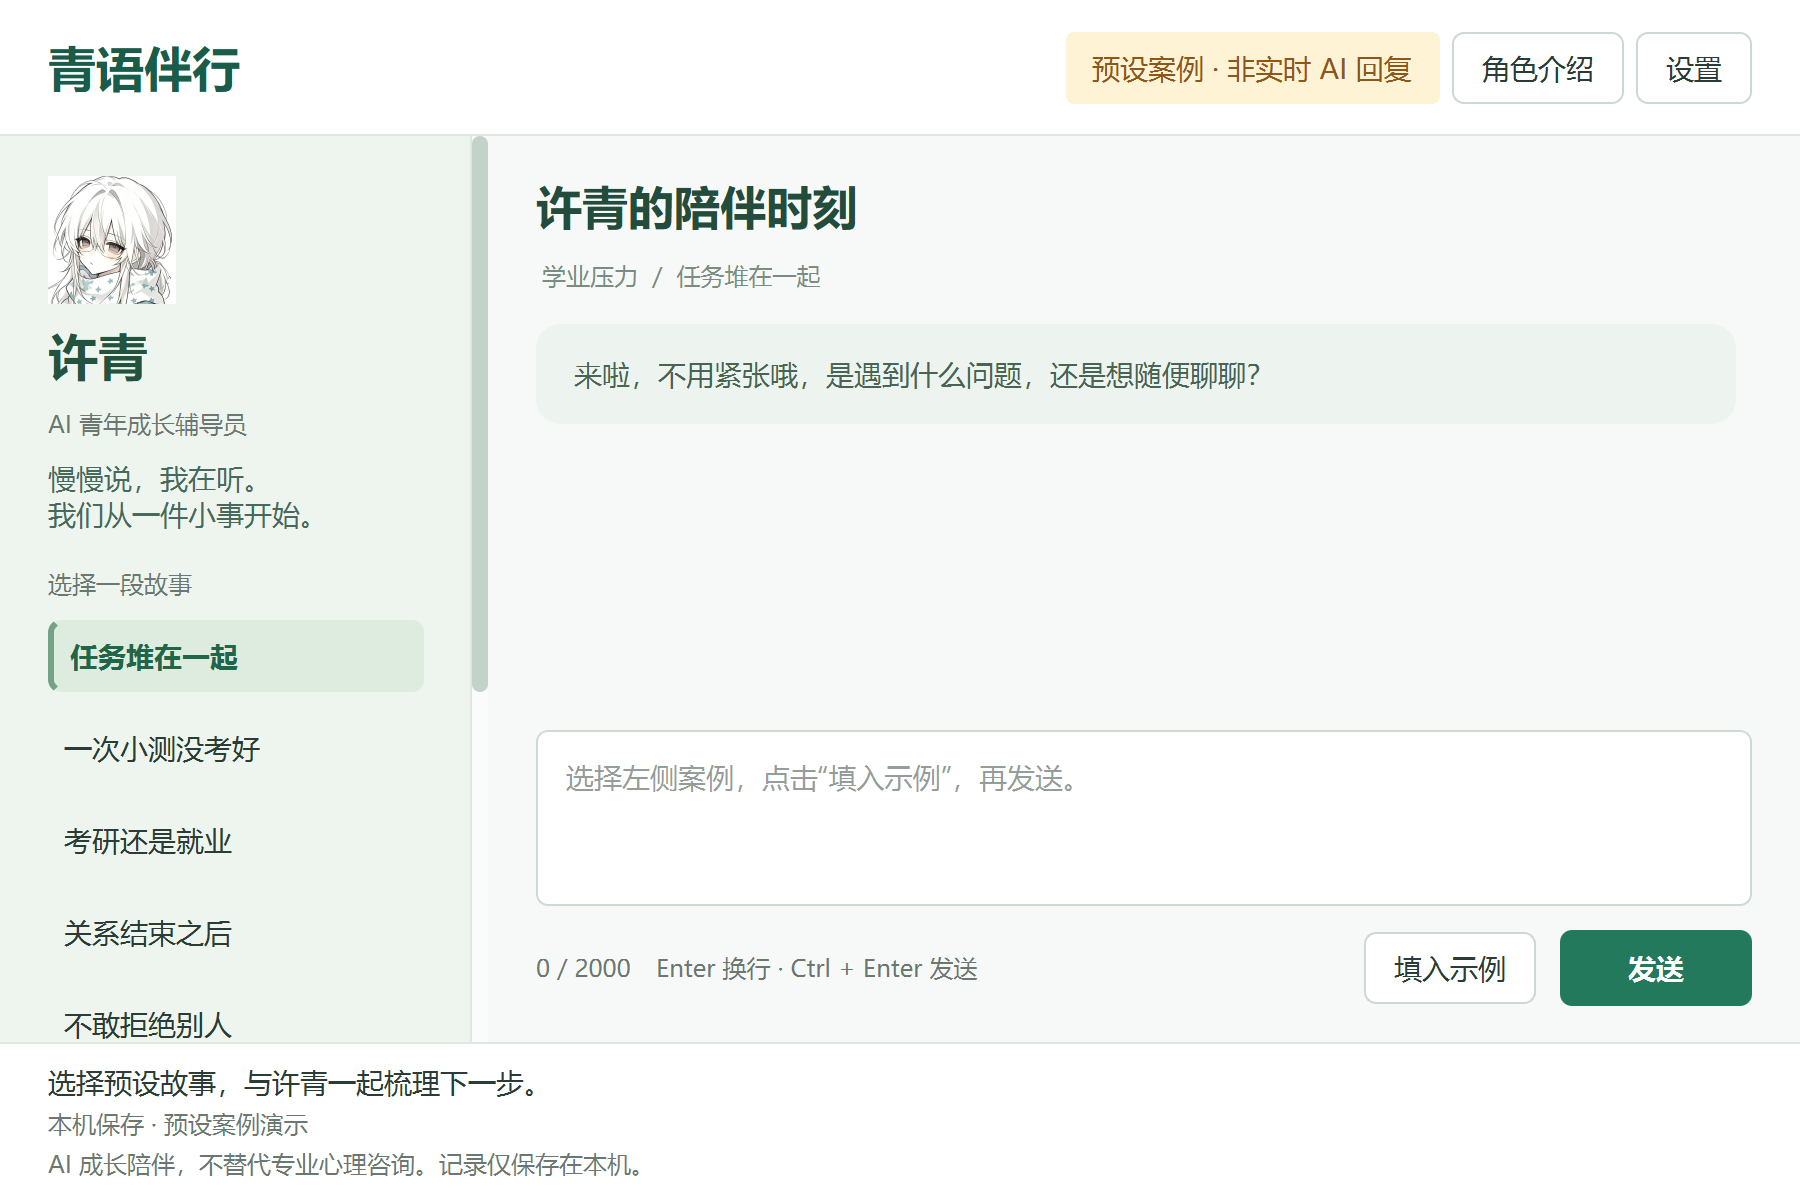 青语伴行
预设案例 · 非实时 AI 回复
角色介绍
设置
许青
AI 青年成长辅导员
慢慢说，我在听。
我们从一件小事开始。
选择一段故事
任务堆在一起
一次小测没考好
考研还是就业
关系结束之后
不敢拒绝别人
许青的陪伴时刻
学业压力 / 任务堆在一起
来啦，不用紧张哦，是遇到什么问题，还是想随便聊聊？
选择左侧案例，点击“填入示例”，再发送。
0 / 2000 Enter 换行 · Ctrl + Enter 发送
填入示例
发送
选择预设故事，与许青一起梳理下一步。
本机保存 · 预设案例演示
AI 成长陪伴，不替代专业心理咨询。记录仅保存在本机。